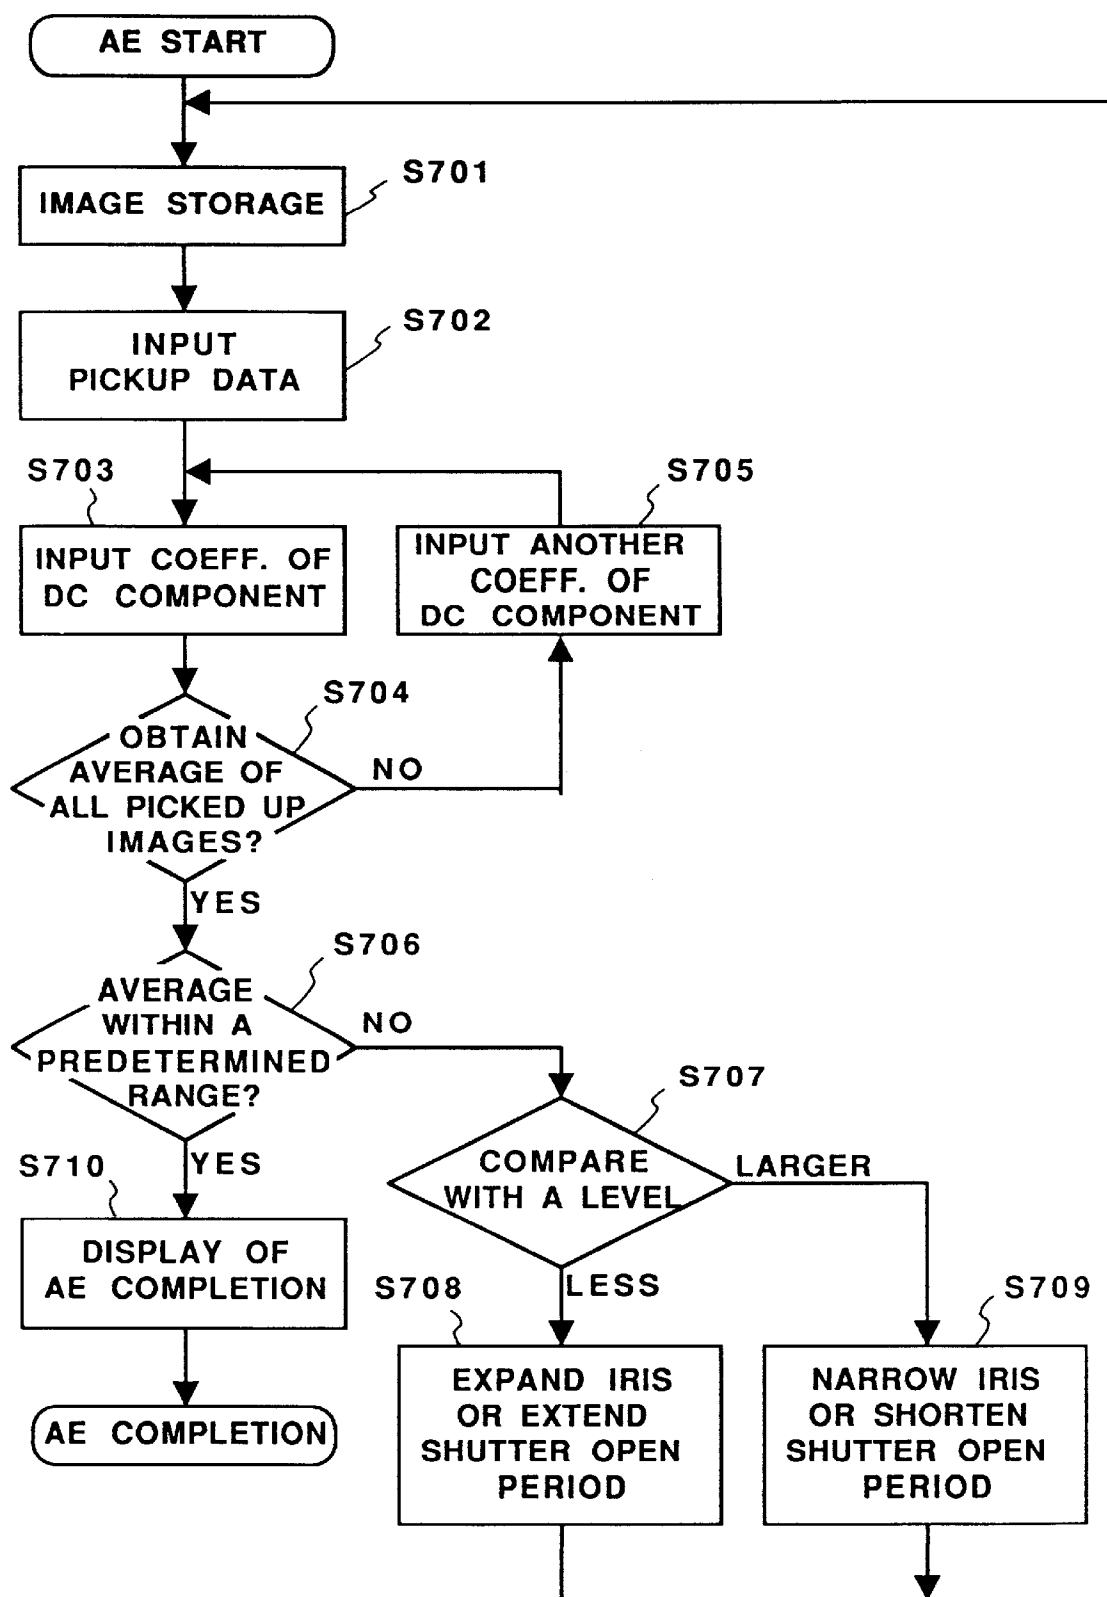 AE START
S701
IMAGE STORAGE
S702
INPUT
PICKUP DATA
S703
S705
INPUT COEFF. OF
DC COMPONENT
INPUT ANOTHER
COEFF. OF
DC COMPONENT
S704
OBTAIN
AVERAGE OF
ALL PICKED UP
IMAGES?
NO
YES
S706
AVERAGE
WITHIN A
PREDETERMINED
RANGE?
NO
S707
YES
S710
COMPARE
WITH A LEVEL
LARGER
DISPLAY OF
AE COMPLETION
LESS
S708
S709
EXPAND IRIS
OR EXTEND
SHUTTER OPEN
PERIOD
NARROW IRIS
OR SHORTEN
SHUTTER OPEN
PERIOD
AE COMPLETION